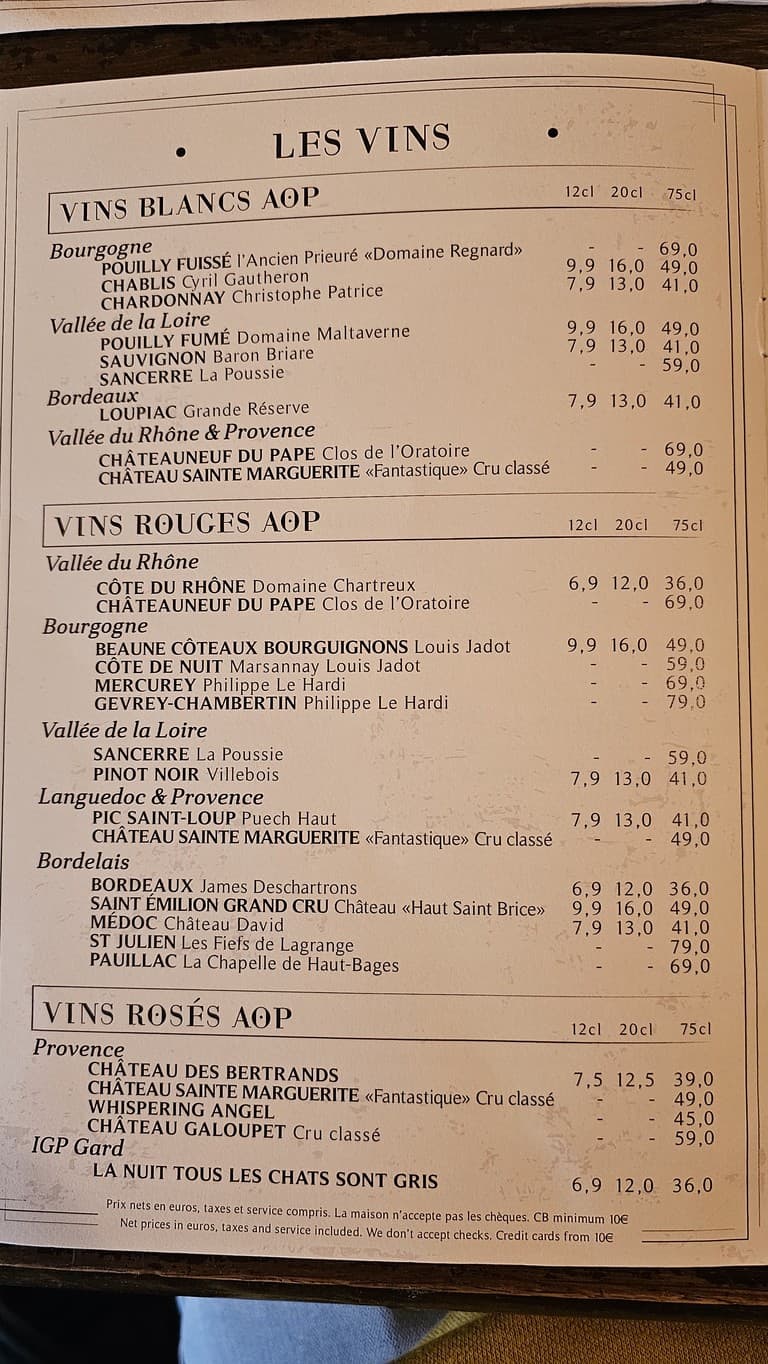 • LES VINS •
VINS BLANCS AOP 12cl 20cl 75cl
Bourgogne
POUILLY FUISSÉ l'Ancien Prieuré «Domaine Regnard» - - 69,0
CHABLIS Cyril Gautheron 9,9 16,0 49,0
CHARDONNAY Christophe Patrice 7,9 13,0 41,0
Vallée de la Loire
POUILLY FUMÉ Domaine Maltaverne 9,9 16,0 49,0
SAUVIGNON Baron Briare 7,9 13,0 41,0
SANCERRE La Poussie - - 59,0
Bordeaux
LOUPIAC Grande Réserve 7,9 13,0 41,0
Vallée du Rhône & Provence
CHÂTEAUNEUF DU PAPE Clos de l'Oratoire - - 69,0
CHÂTEAU SAINTE MARGUERITE «Fantastique» Cru classé - - 49,0
VINS ROUGES AOP 12cl 20cl 75cl
Vallée du Rhône
CÔTE DU RHÔNE Domaine Chartreux 6,9 12,0 36,0
CHÂTEAUNEUF DU PAPE Clos de l'Oratoire - - 69,0
Bourgogne
BEAUNE CÔTEAUX BOURGUIGNONS Louis Jadot 9,9 16,0 49,0
CÔTE DE NUIT Marsannay Louis Jadot - - 59,0
MERCUREY Philippe Le Hardi - - 69,0
GEVREY-CHAMBERTIN Philippe Le Hardi - - 79,0
Vallée de la Loire
SANCERRE La Poussie - - 59,0
PINOT NOIR Villebois 7,9 13,0 41,0
Languedoc & Provence
PIC SAINT-LOUP Puech Haut 7,9 13,0 41,0
CHÂTEAU SAINTE MARGUERITE «Fantastique» Cru classé - - 49,0
Bordelais
BORDEAUX James Deschartrons 6,9 12,0 36,0
SAINT ÉMILION GRAND CRU Château «Haut Saint Brice» 9,9 16,0 49,0
MÉDOC Château David 7,9 13,0 41,0
ST JULIEN Les Fiefs de Lagrange - - 79,0
PAUILLAC La Chapelle de Haut-Bages - - 69,0
VINS ROSÉS AOP 12cl 20cl 75cl
Provence
CHÂTEAU DES BERTRANDS 7,5 12,5 39,0
CHÂTEAU SAINTE MARGUERITE «Fantastique» Cru classé - - 49,0
WHISPERING ANGEL - - 45,0
CHÂTEAU GALOUPET Cru classé - - 59,0
IGP Gard
LA NUIT TOUS LES CHATS SONT GRIS 6,9 12,0 36,0
Prix nets en euros, taxes et service compris. La maison n'accepte pas les chèques. CB minimum 10€
Net prices in euros, taxes and service included. We don't accept checks. Credit cards from 10€